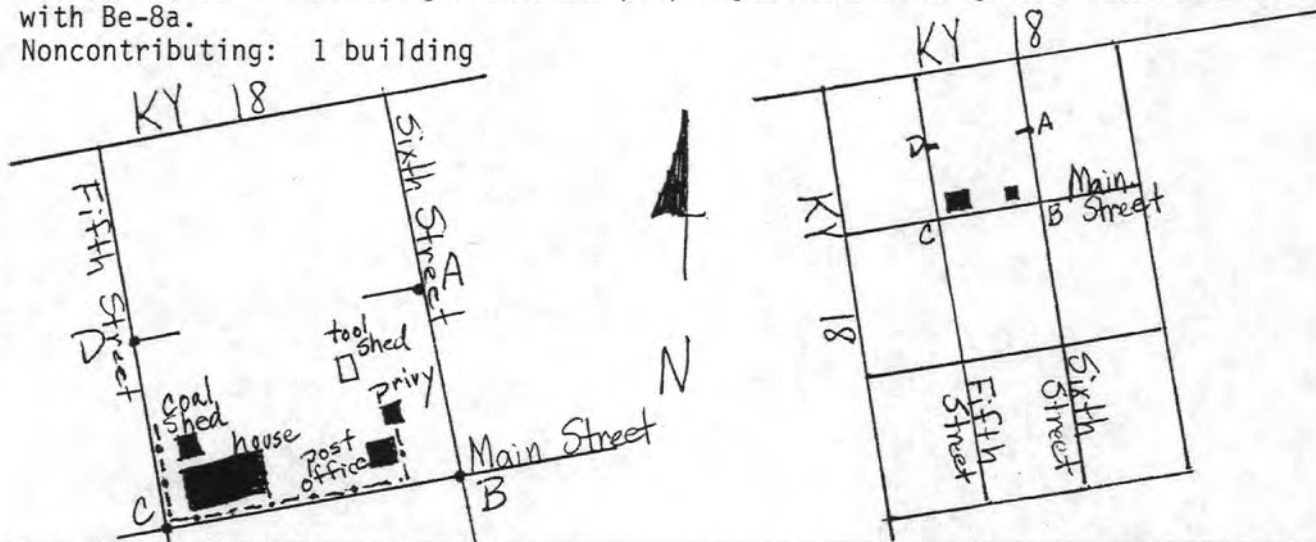 with Be-8a.
Noncontributing: 1 building
KY 18
Fifth Street
Sixth Street
A
D
tool shed
privy
coal shed
house
post office
Main Street
C
B
N
KY 18
A
D
KY 18
Main Street
C
B
Fifth Street
Sixth Street